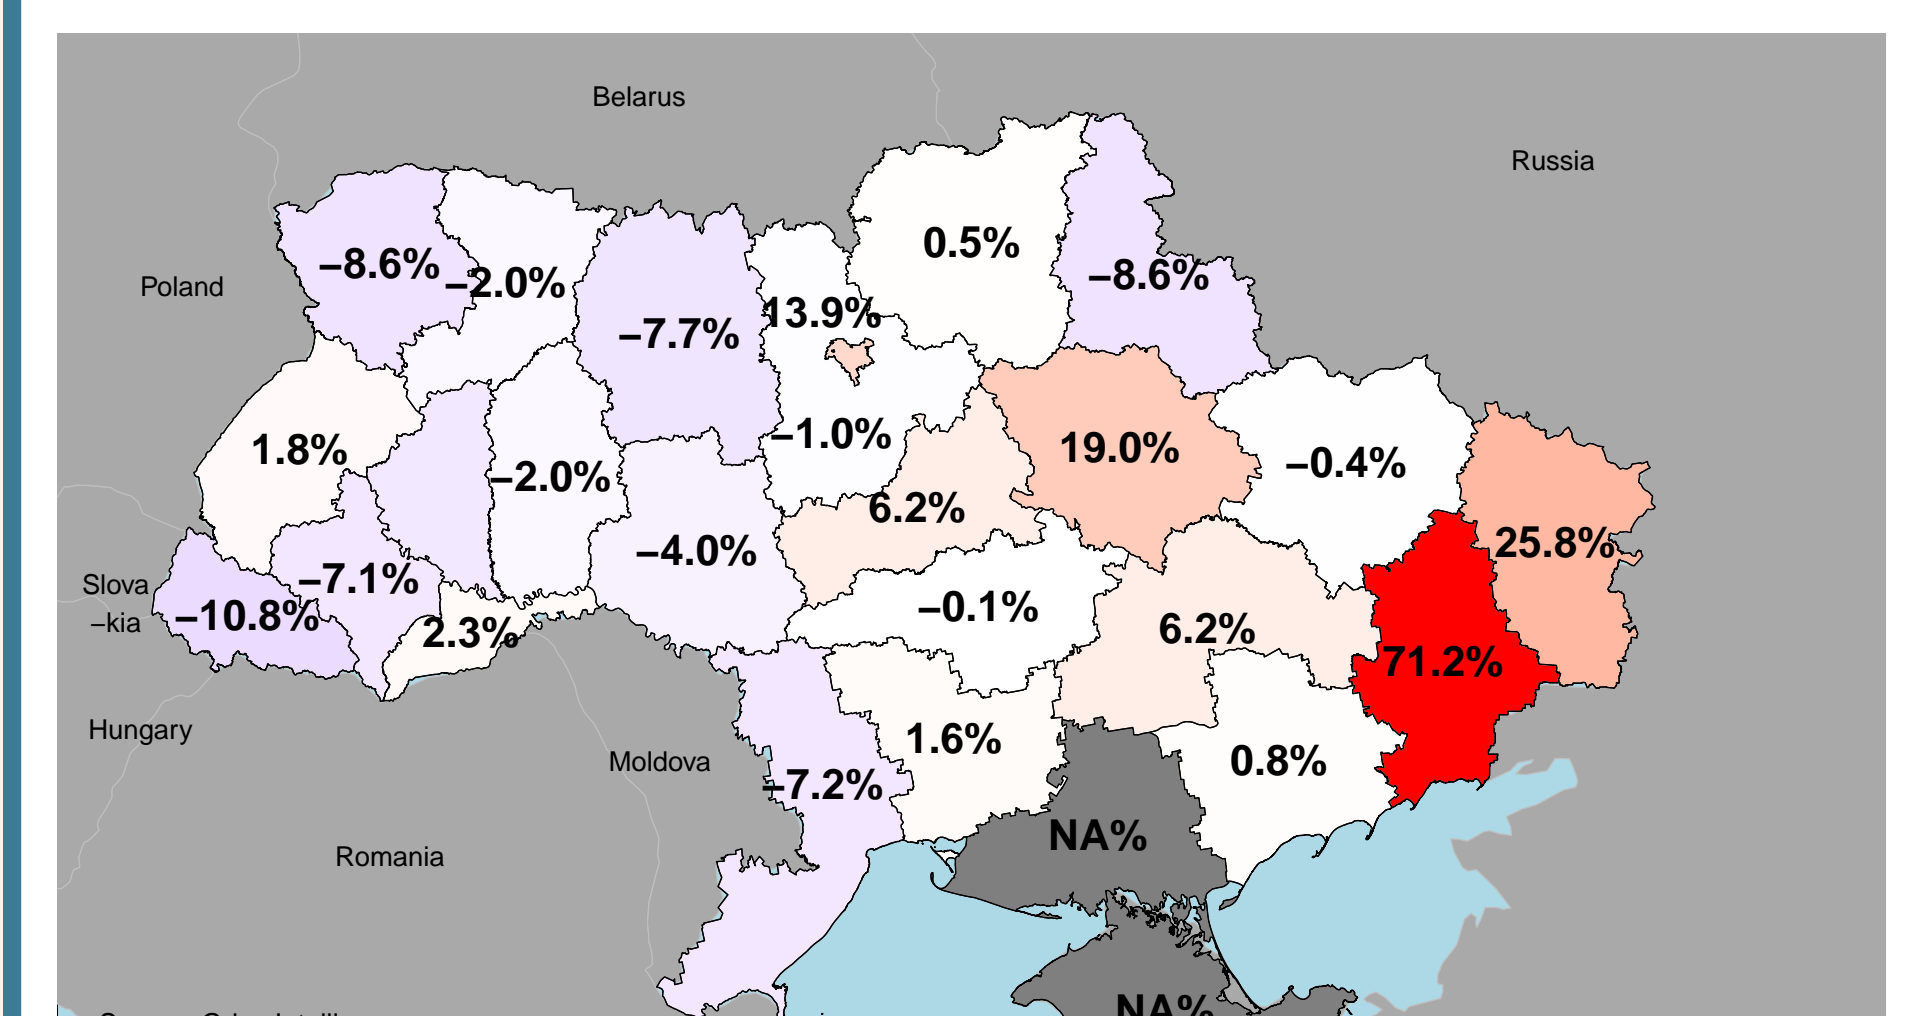 Belarus
Russia
0.5%
−8.6%
−2.0%
−8.6%
Poland
13.9%
−7.7%
−1.0%
19.0%
1.8%
−2.0%
−0.4%
6.2%
25.8%
−4.0%
−7.1%
Slova
−kia
−10.8%
−0.1%
2.3%
6.2%
71.2%
Hungary
1.6%
Moldova
0.8%
−7.2%
NA%
Romania
NA%